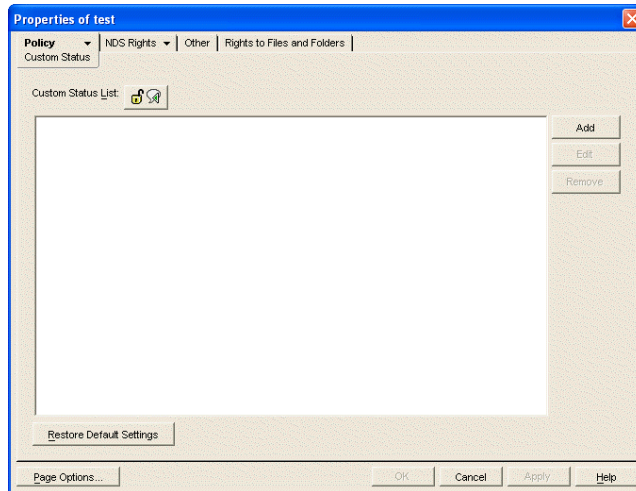 Properties of test
Policy NDS Rights Other Rights to Files and Folders
Custom Status
Custom Status List:
Add
Edit
Remove
Restore Default Settings
Page Options... OK Cancel Apply Help